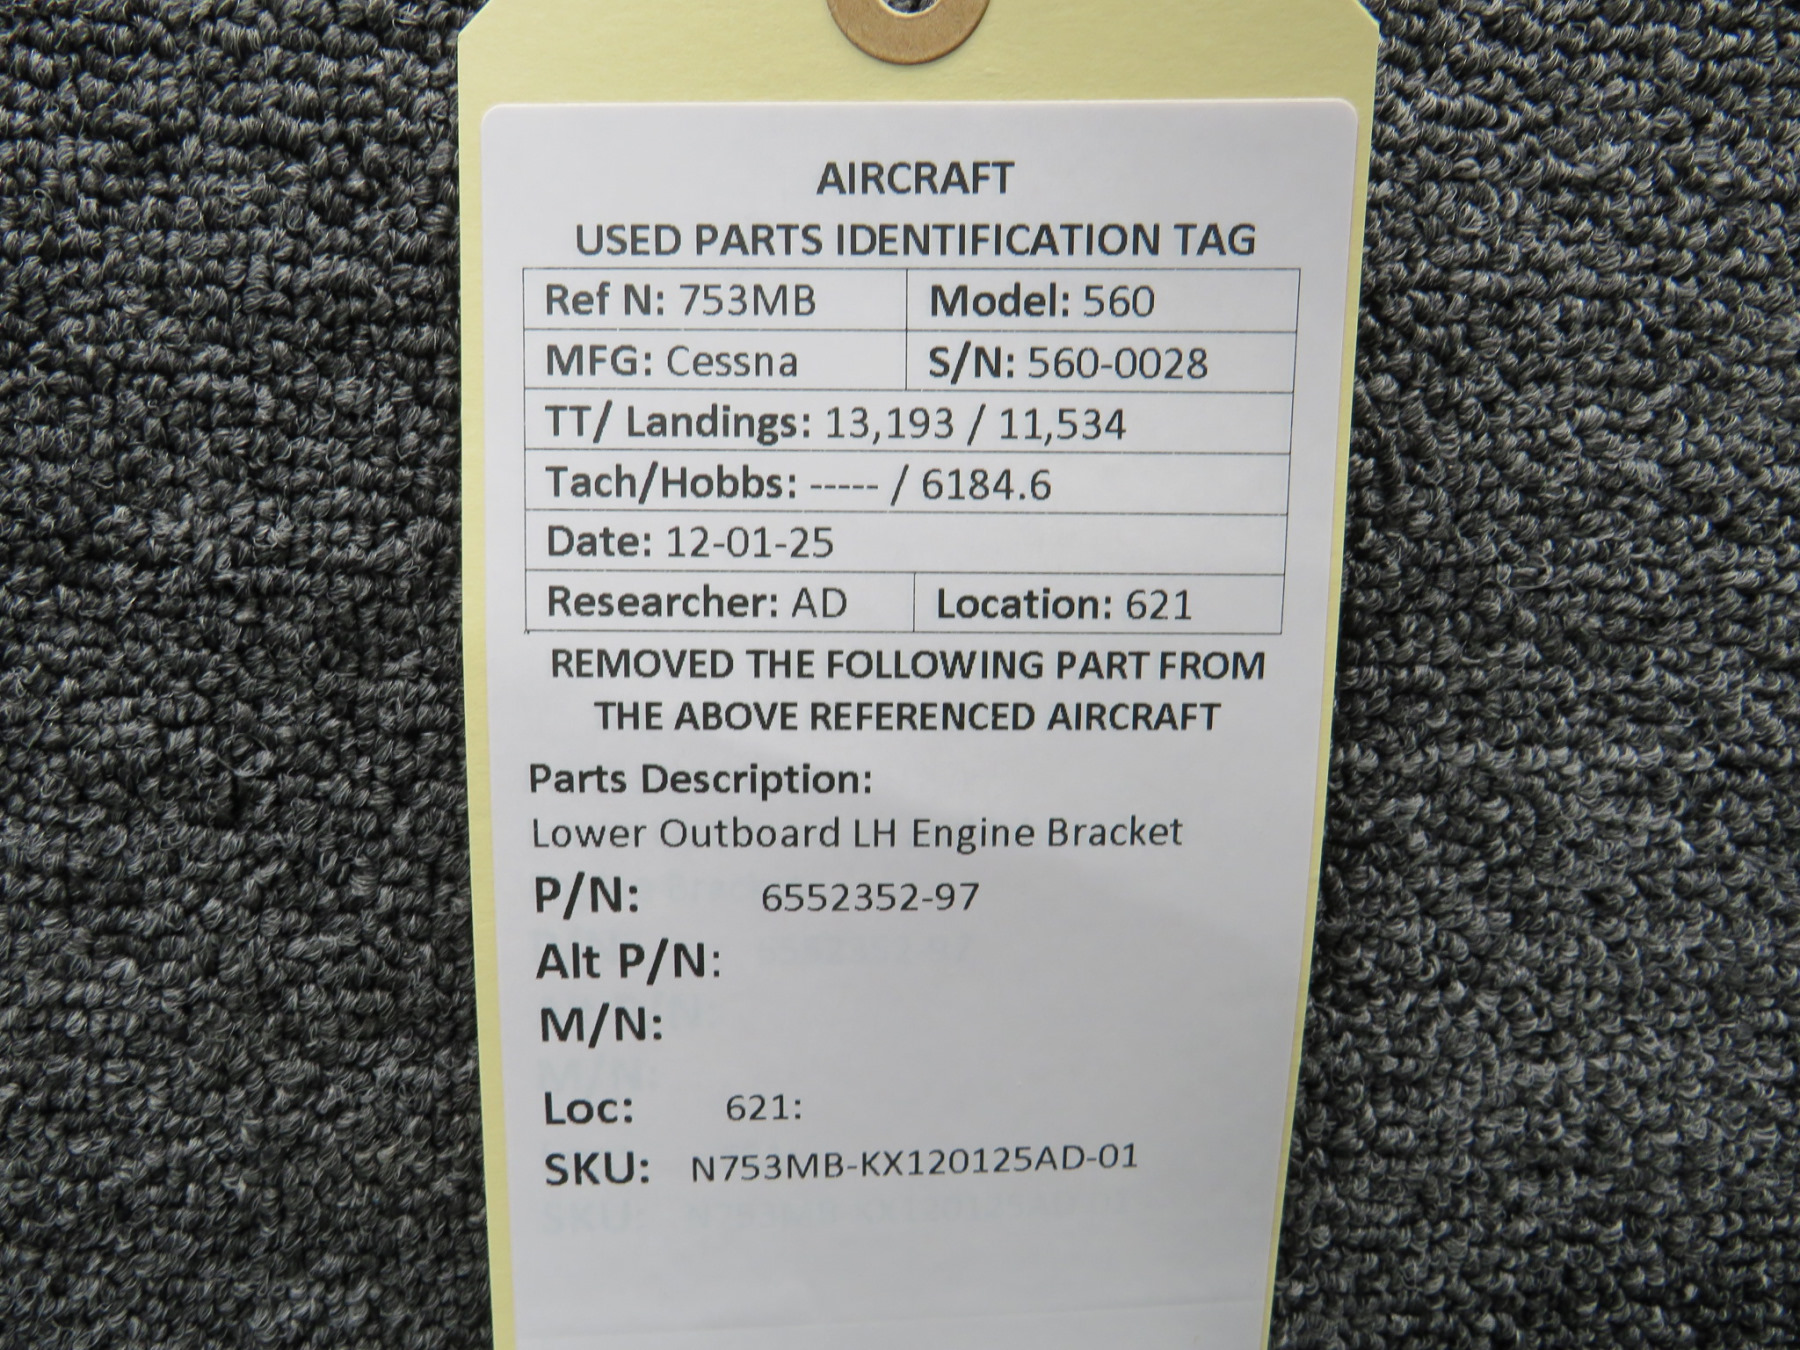 AIRCRAFT
USED PARTS IDENTIFICATION TAG
Ref N: 753MB Model: 560
MFG: Cessna S/N: 560-0028
TT/ Landings: 13,193 / 11,534
Tach/Hobbs: ----- / 6184.6
Date: 12-01-25
Researcher: AD Location: 621
REMOVED THE FOLLOWING PART FROM
THE ABOVE REFERENCED AIRCRAFT
Parts Description:
Lower Outboard LH Engine Bracket
P/N: 6552352-97
Alt P/N:
M/N:
Loc: 621:
SKU: N753MB-KX120125AD-01